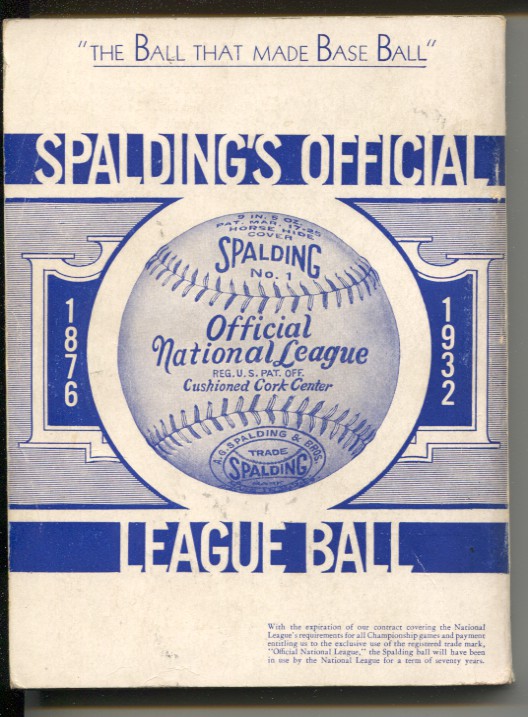 "THE BALL THAT MADE BASE BALL"
SPALDING'S OFFICIAL
1876
1932
9 IN. 5 OZ.
PAT. MAR. 17-25
HORSE HIDE
COVER
SPALDING
No. 1
Official
National League
REG. U.S. PAT. OFF.
Cushioned Cork Center
A.G. SPALDING & BROS.
TRADE
SPALDING
MARK
LEAGUE BALL
With the expiration of our contract covering the National
League's requirements for all Championship games and payment
entitling us to the exclusive use of the registered trade mark,
"Official National League," the Spalding ball will have been
in use by the National League for a term of seventy years.